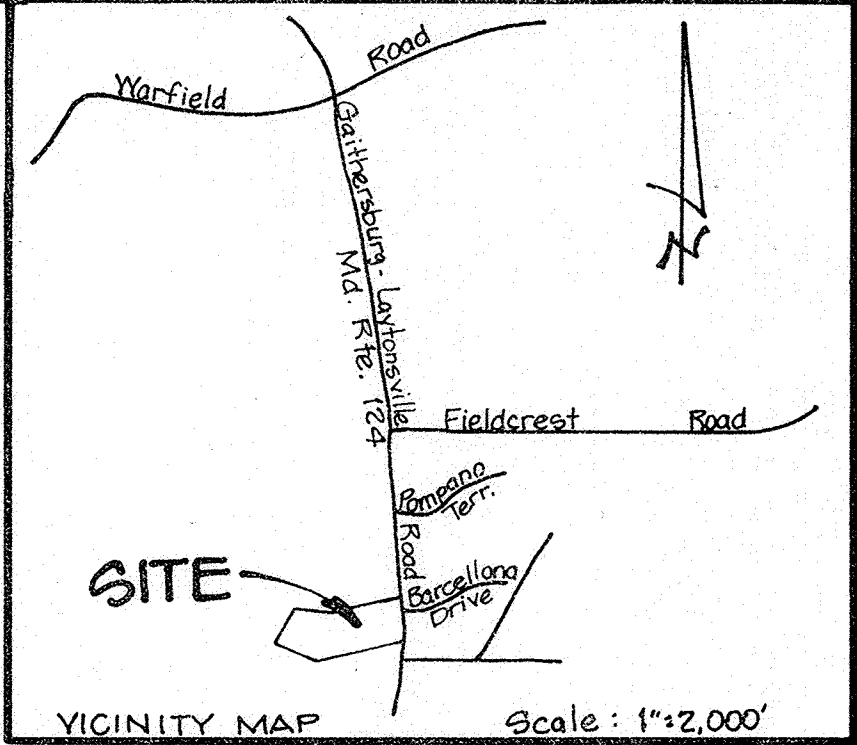 Road
Warfield
Gaithersburg - Laytonsville
Md. Rte. 124
N
Fieldcrest Road
Pompano
Terr.
Road
Barcellona
Drive
SITE
VICINITY MAP
Scale : 1"=2,000'